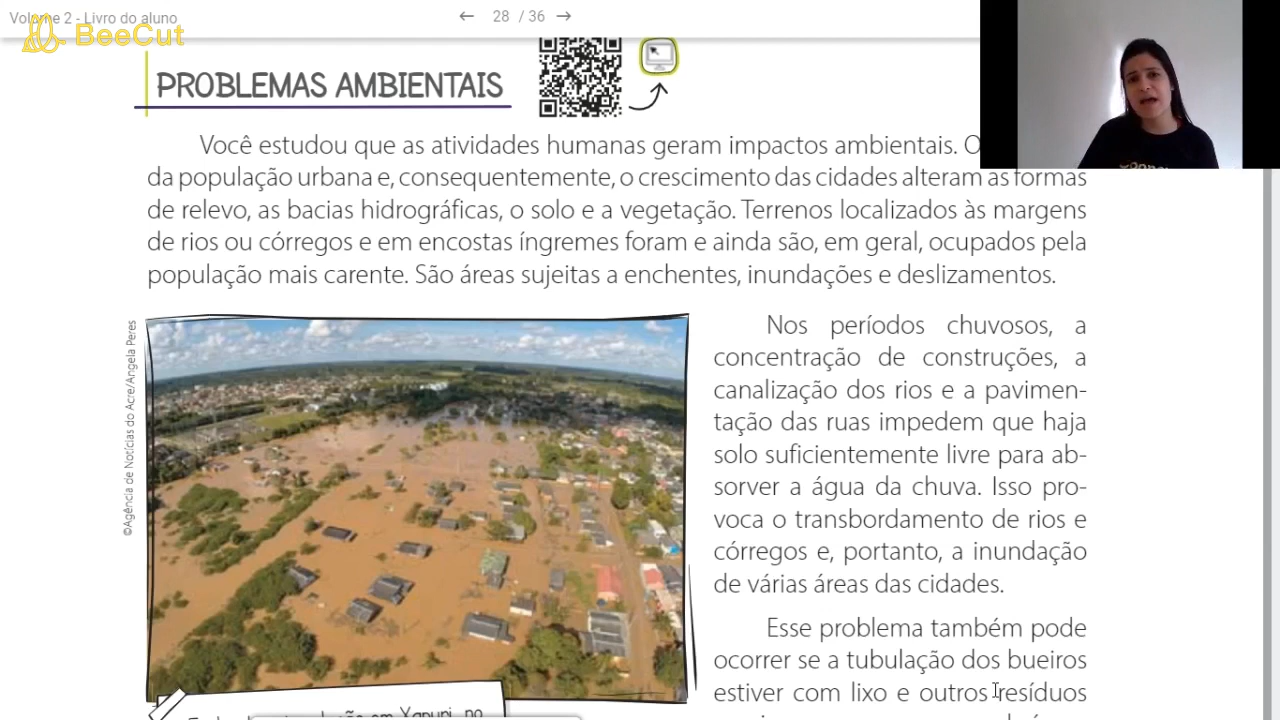 Volume 2 - Livro do aluno
28 / 36
BeeCut
PROBLEMAS AMBIENTAIS
Você estudou que as atividades humanas geram impactos ambientais. O
da população urbana e, consequentemente, o crescimento das cidades alteram as formas
de relevo, as bacias hidrográficas, o solo e a vegetação. Terrenos localizados às margens
de rios ou córregos e em encostas íngremes foram e ainda são, em geral, ocupados pela
população mais carente. São áreas sujeitas a enchentes, inundações e deslizamentos.
©Agência de Notícias do Acre/Angela Peres
Nos períodos chuvosos, a
concentração de construções, a
canalização dos rios e a pavimen-
tação das ruas impedem que haja
solo suficientemente livre para ab-
sorver a água da chuva. Isso pro-
voca o transbordamento de rios e
córregos e, portanto, a inundação
de várias áreas das cidades.
Esse problema também pode
ocorrer se a tubulação dos bueiros
estiver com lixo e outros resíduos
em Xapuri, no